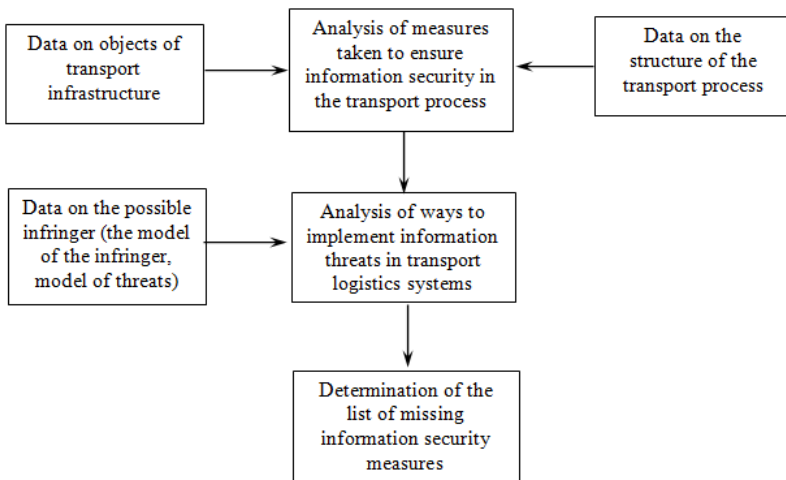 Data on objects of
transport
infrastructure
Analysis of measures
taken to ensure
information security in
the transport process
Data on the
structure of the
transport process
Data on the possible
infringer (the model
of the infringer,
model of threats)
Analysis of ways to
implement information
threats in transport
logistics systems
Determination of the
list of missing
information security
measures